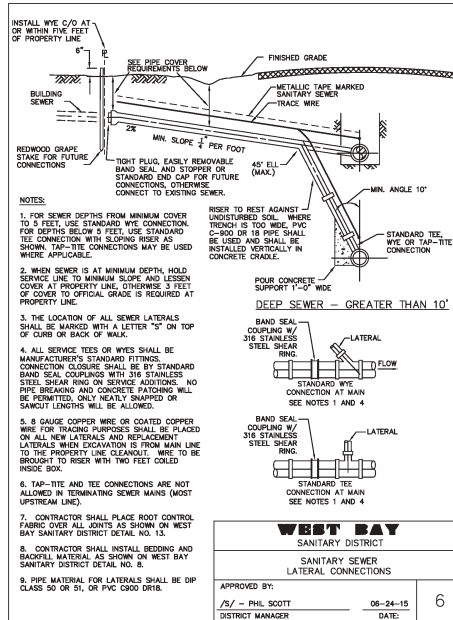 INSTALL WYE C/O AT
OR WITHIN FIVE FEET
OF PROPERTY LINE
6"
SEE PIPE COVER
REQUIREMENTS BELOW
FINISHED GRADE
BUILDING
SEWER
METALLIC TAPE MARKED
SANITARY SEWER
TRACE WIRE
2%
MIN. SLOPE 1/4" PER FOOT
REDWOOD GRAPE
STAKE FOR FUTURE
CONNECTIONS
TIGHT PLUG, EASILY REMOVABLE
BAND SEAL AND STOPPER OR
STANDARD END CAP FOR FUTURE
CONNECTIONS, OTHERWISE
CONNECT TO EXISTING SEWER.
45° ELL
(MAX.)
MIN. ANGLE 10°
RISER TO REST AGAINST
UNDISTURBED SOIL. WHERE
TRENCH IS TOO WIDE, PVC
C-900 DR 18 PIPE SHALL
BE USED AND SHALL BE
INSTALLED VERTICALLY IN
CONCRETE CRADLE.
STANDARD TEE,
WYE OR TAP-TITE
CONNECTION
POUR CONCRETE
SUPPORT 1'-0" WIDE
DEEP SEWER - GREATER THAN 10'
NOTES:
1. FOR SEWER DEPTHS FROM MINIMUM COVER
TO 5 FEET, USE STANDARD WYE CONNECTION.
FOR DEPTHS BELOW 5 FEET, USE STANDARD
TEE CONNECTION WITH SLOPING RISER AS
SHOWN. TAP-TITE CONNECTIONS MAY BE USED
WHERE APPLICABLE.
2. WHEN SEWER IS AT MINIMUM DEPTH, HOLD
SERVICE LINE TO MINIMUM SLOPE AND LESSEN
COVER AT PROPERTY LINE, OTHERWISE 3 FEET
OF COVER TO OFFICIAL GRADE IS REQUIRED AT
PROPERTY LINE.
3. THE LOCATION OF ALL SEWER LATERALS
SHALL BE MARKED WITH A LETTER "S" ON TOP
OF CURB OR BACK OF WALK.
4. ALL SERVICE TEES OR WYES SHALL BE
MANUFACTURER'S STANDARD FITTINGS.
CONNECTION CLOSURE SHALL BE BY STANDARD
BAND SEAL COUPLINGS WITH 316 STAINLESS
STEEL SHEAR RING ON SERVICE ADDITIONS. NO
PIPE BREAKING AND CONCRETE PATCHING WILL
BE PERMITTED, ONLY NEATLY SNAPPED OR
SAWCUT LENGTHS WILL BE ALLOWED.
5. 8 GAUGE COPPER WIRE OR COATED COPPER
WIRE FOR TRACING PURPOSES SHALL BE PLACED
ON ALL NEW LATERALS AND REPLACEMENT
LATERALS WHEN EXCAVATION IS FROM MAIN LINE
TO THE PROPERTY LINE CLEANOUT. WIRE TO BE
BROUGHT TO RISER WITH TWO FEET COILED
INSIDE BOX.
6. TAP-TITE AND TEE CONNECTIONS ARE NOT
ALLOWED IN TERMINATING SEWER MAINS (MOST
UPSTREAM LINE).
7. CONTRACTOR SHALL PLACE ROOT CONTROL
FABRIC OVER ALL JOINTS AS SHOWN ON WEST
BAY SANITARY DISTRICT DETAIL NO. 13.
8. CONTRACTOR SHALL INSTALL BEDDING AND
BACKFILL MATERIAL AS SHOWN ON WEST BAY
SANITARY DISTRICT DETAIL NO. 8.
9. PIPE MATERIAL FOR LATERALS SHALL BE DIP
CLASS 50 OR 51, OR PVC C900 DR18.
BAND SEAL
COUPLING W/
316 STAINLESS
STEEL SHEAR
RING.
LATERAL
FLOW
STANDARD WYE
CONNECTION AT MAIN
SEE NOTES 1 AND 4
BAND SEAL
COUPLING W/
316 STAINLESS
STEEL SHEAR
RING.
LATERAL
STANDARD TEE
CONNECTION AT MAIN
SEE NOTES 1 AND 4
WEST BAY
SANITARY DISTRICT
SANITARY SEWER
LATERAL CONNECTIONS
APPROVED BY:
/S/ - PHIL SCOTT
06-24-15
DISTRICT MANAGER
DATE:
6